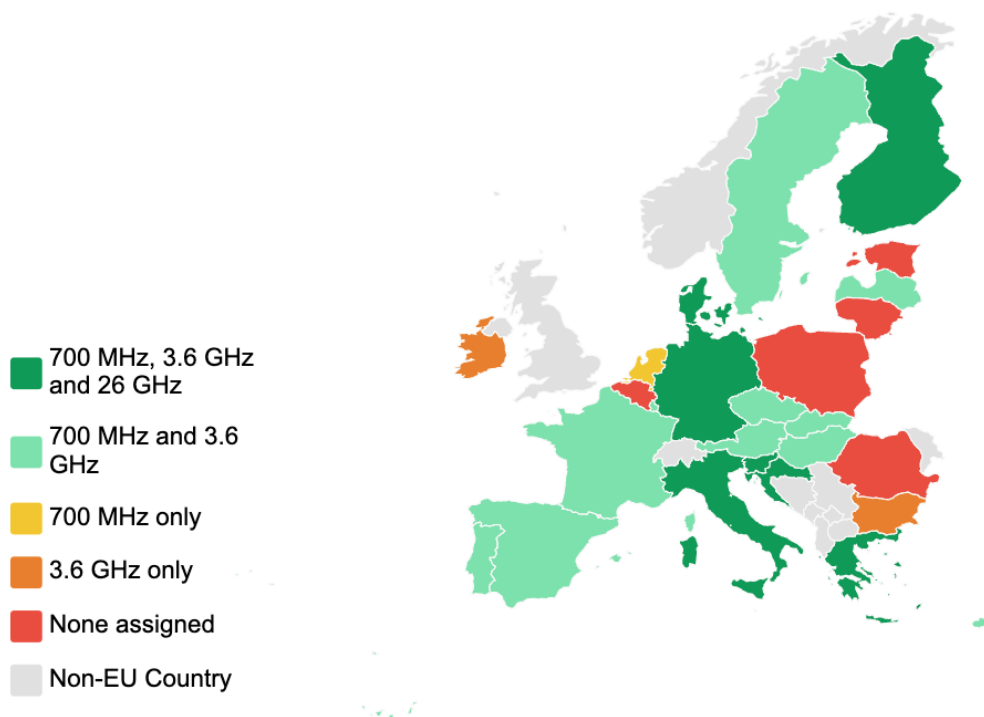 700 MHz, 3.6 GHz
and 26 GHz
700 MHz and 3.6
GHz
700 MHz only
3.6 GHz only
None assigned
Non-EU Country